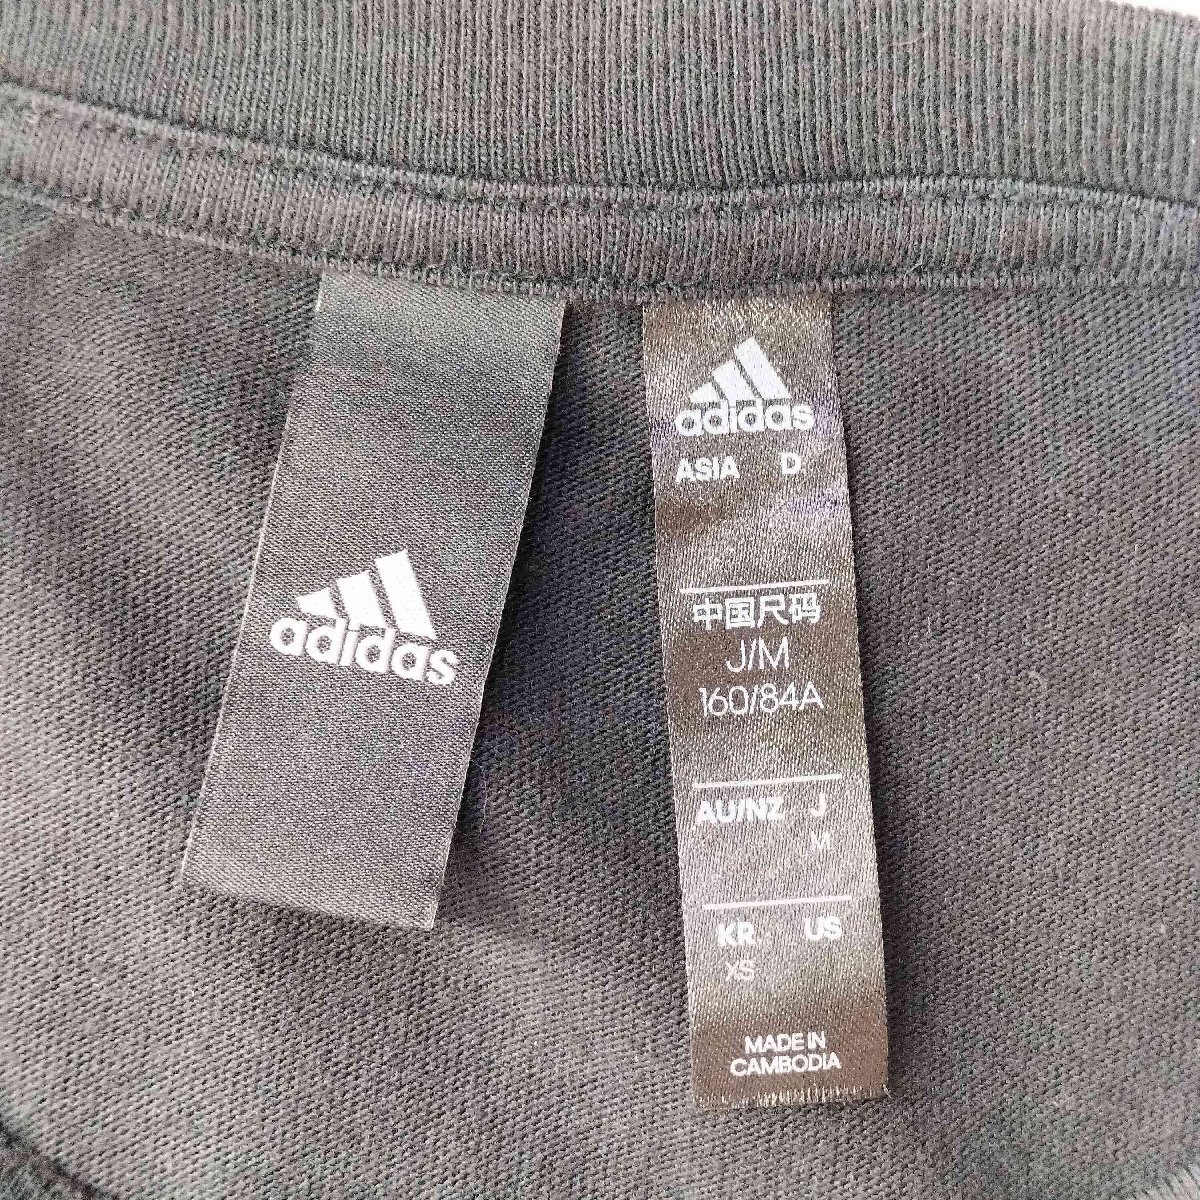 adidas
adidas
ASIA D
中国尺码
J/M
160/84A
AU/NZ J
M
KR US
XS
MADE IN
CAMBODIA